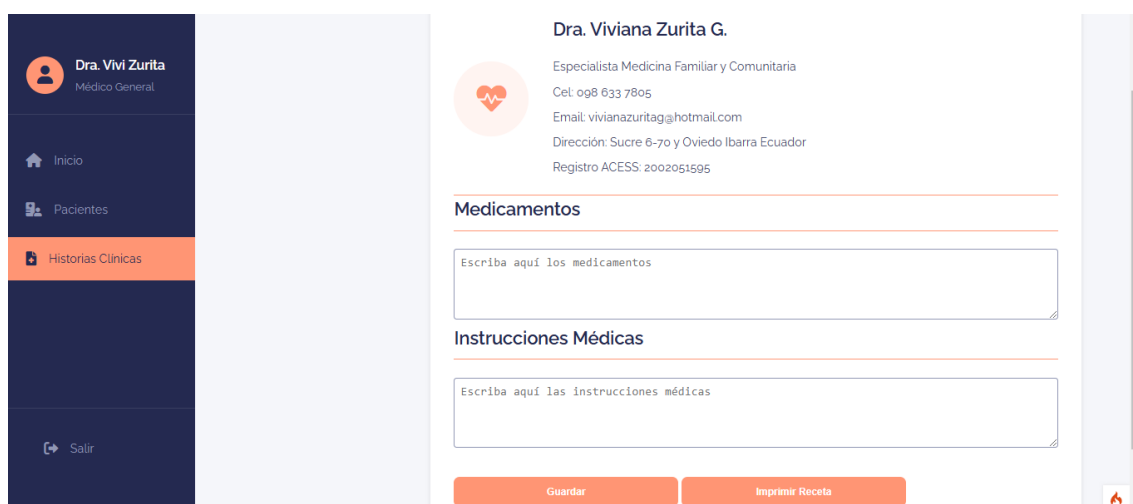 Dra. Vivi Zurita
Médico General
Inicio
Pacientes
Historias Clínicas
Salir
Dra. Viviana Zurita G.
Especialista Medicina Familiar y Comunitaria
Cel: 098 633 7805
Email: vivianazuritag@hotmail.com
Dirección: Sucre 6-70 y Oviedo Ibarra Ecuador
Registro ACESS: 2002051595
Medicamentos
Escriba aquí los medicamentos
Instrucciones Médicas
Escriba aquí las instrucciones médicas
Guardar
Imprimir Receta